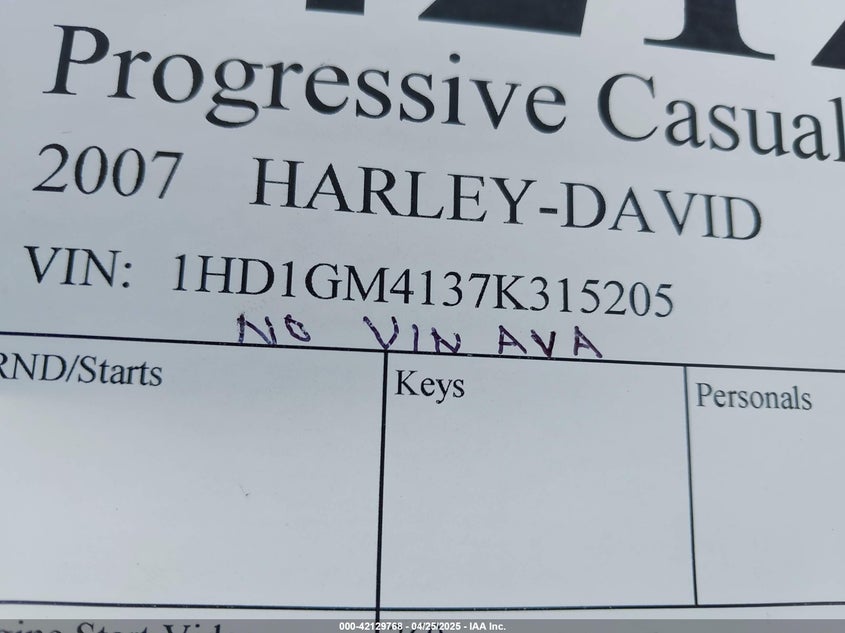 Progressive Casual
2007 HARLEY-DAVID
VIN: 1HD1GM4137K315205
NO VIN AVA
RND/Starts
Keys
Personals
000-42129768 - 04/25/2025 - IAA Inc.